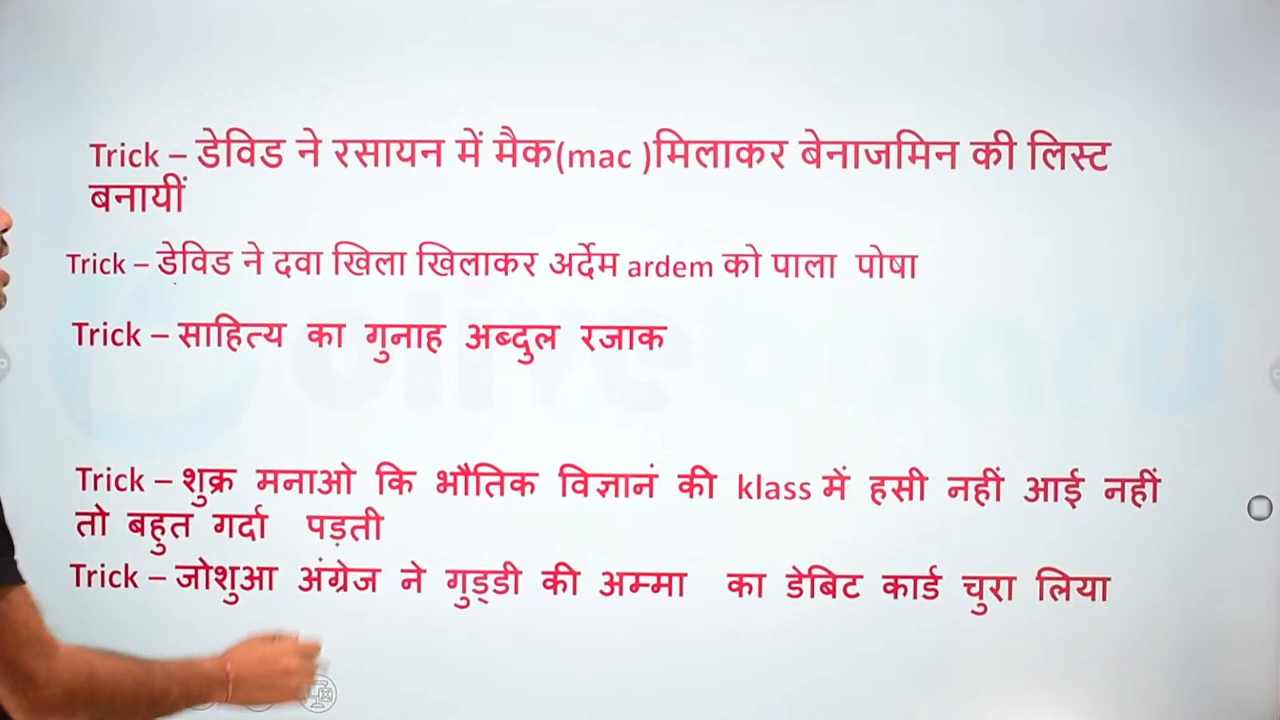 Trick – डेविड ने रसायन में मैक(mac )मिलाकर बेनाजमिन की लिस्ट
बनायीं
Trick – डेविड ने दवा खिला खिलाकर अर्देम ardem को पाला पोषा
Trick – साहित्य का गुनाह अब्दुल रजाक
oliveboard
Trick – शुक्र मनाओ कि भौतिक विज्ञानं की klass में हसी नहीं आई नहीं
तो बहुत गर्दा पड़ती
Trick – जोशुआ अंग्रेज ने गुड्डी की अम्मा का डेबिट कार्ड चुरा लिया